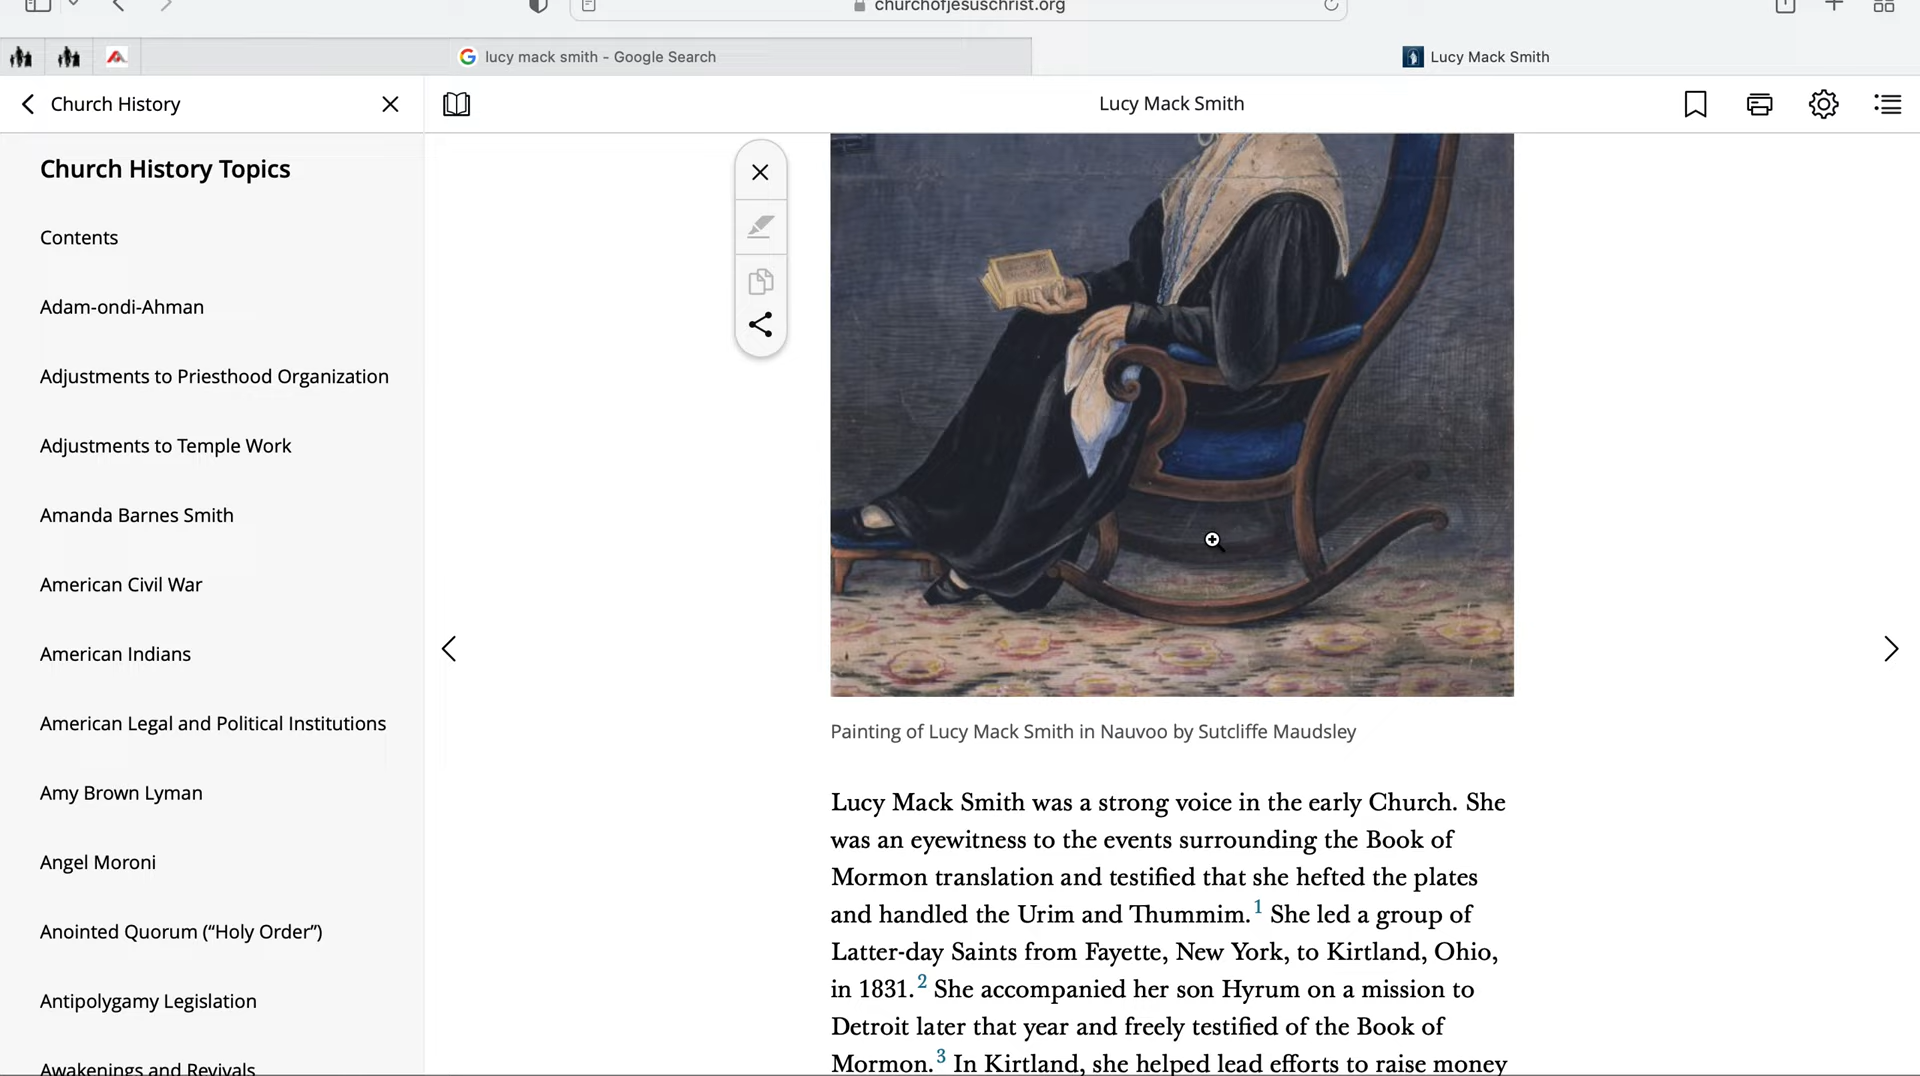 churchofjesuschrist.org
lucy mack smith - Google Search
Lucy Mack Smith
Church History
Lucy Mack Smith
Church History Topics
Contents
Adam-ondi-Ahman
Adjustments to Priesthood Organization
Adjustments to Temple Work
Amanda Barnes Smith
American Civil War
American Indians
American Legal and Political Institutions
Amy Brown Lyman
Angel Moroni
Anointed Quorum (“Holy Order”)
Antipolygamy Legislation
Awakenings and Revivals
Painting of Lucy Mack Smith in Nauvoo by Sutcliffe Maudsley
Lucy Mack Smith was a strong voice in the early Church. She
was an eyewitness to the events surrounding the Book of
Mormon translation and testified that she hefted the plates
and handled the Urim and Thummim.1 She led a group of
Latter-day Saints from Fayette, New York, to Kirtland, Ohio,
in 1831.2 She accompanied her son Hyrum on a mission to
Detroit later that year and freely testified of the Book of
Mormon.3 In Kirtland, she helped lead efforts to raise money